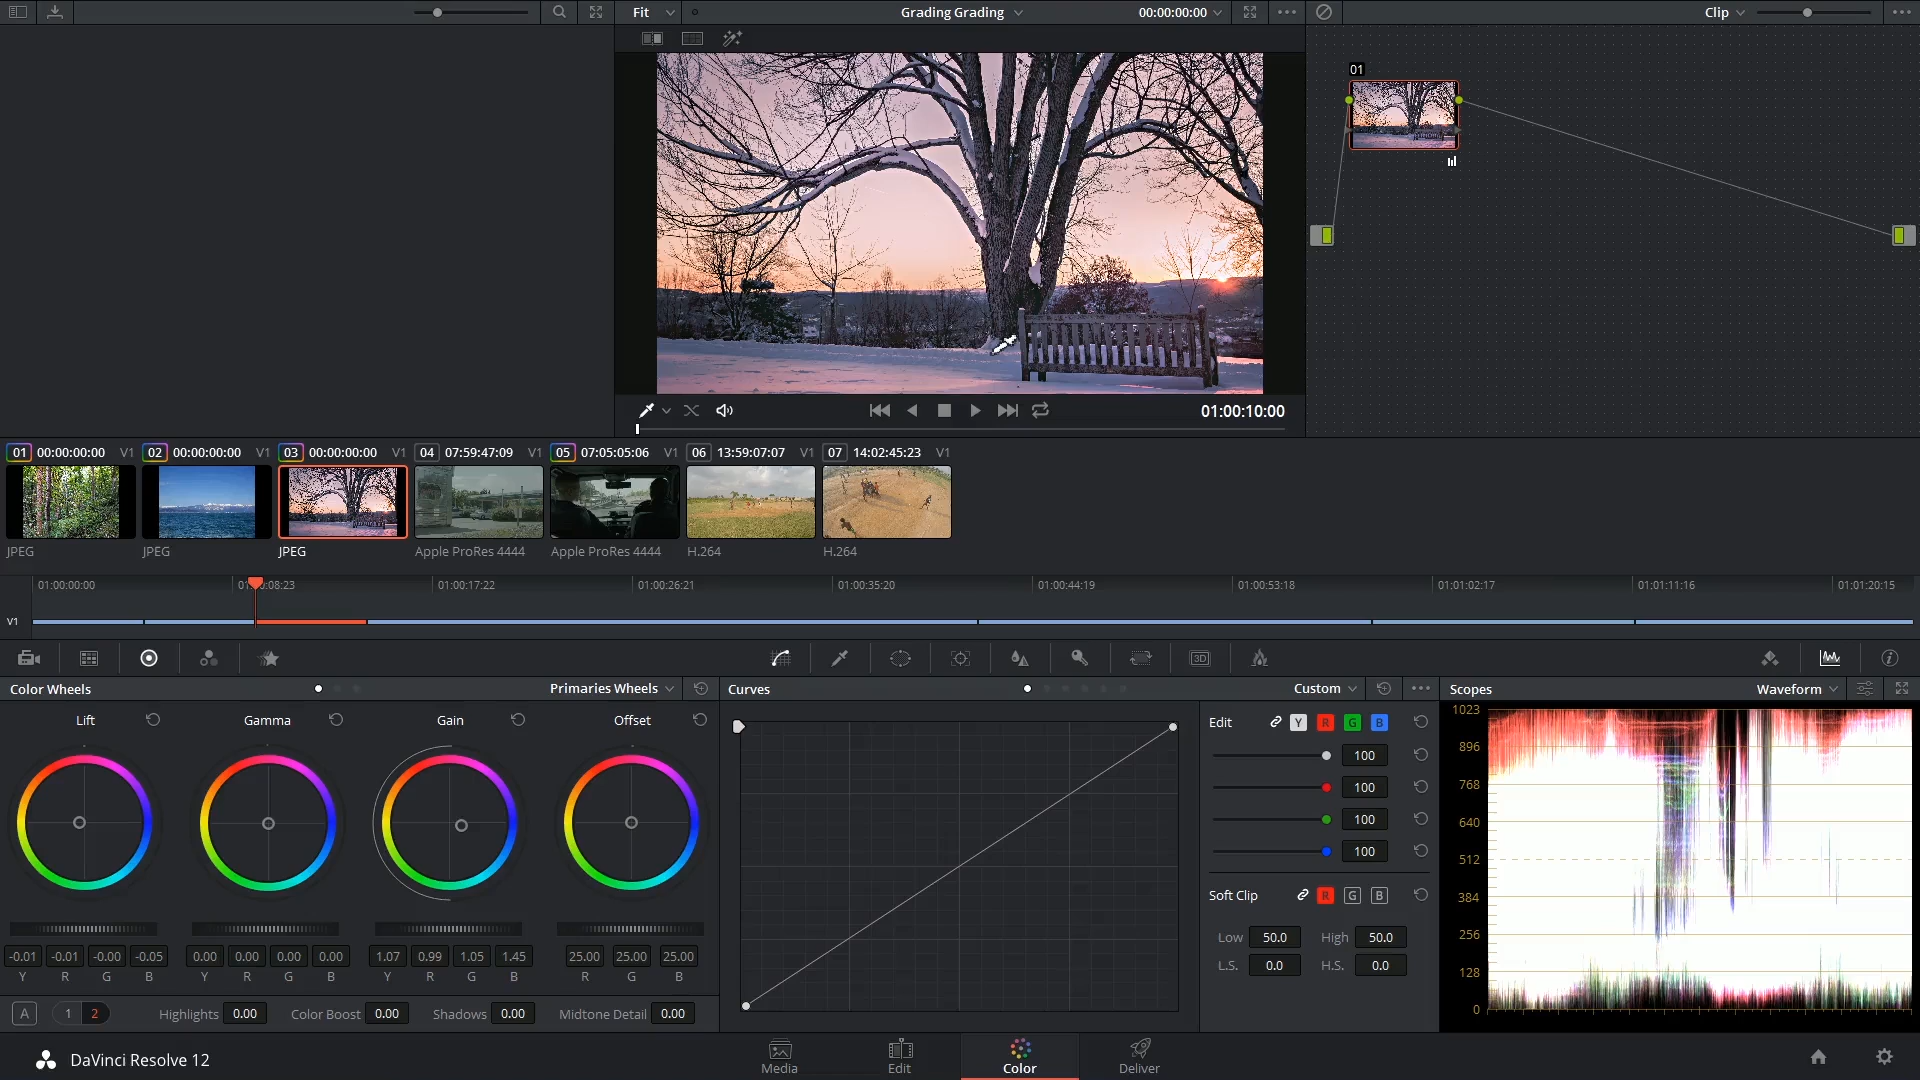 Fit
Grading Grading
00:00:00:00
Clip
01
01:00:10:00
01 00:00:00:00 V1
02 00:00:00:00 V1
03 00:00:00:00 V1
04 07:59:47:09 V1
05 07:05:05:06 V1
06 13:59:07:07 V1
07 14:02:45:23 V1
JPEG
JPEG
JPEG
Apple ProRes 4444
Apple ProRes 4444
H.264
H.264
01:00:00:00
01:00:17:22
01:00:26:21
01:00:35:20
01:00:44:19
01:00:53:18
01:01:02:17
01:01:11:16
01:01:20:15
V1
Color Wheels
Primaries Wheels
Curves
Custom
Scopes
Waveform
Lift
Gamma
Gain
Offset
-0.01 -0.01 -0.00 -0.05
Y R G B
0.00 0.00 0.00 0.00
Y R G B
1.07 0.99 1.05 1.45
Y R G B
25.00 25.00 25.00
R G B
A 1 2
Highlights 0.00
Color Boost 0.00
Shadows 0.00
Midtone Detail 0.00
Edit Y R G B
100
100
100
100
Soft Clip R G B
Low 50.0 High 50.0
L.S. 0.0 H.S. 0.0
1023
896
768
640
512
384
256
128
0
3D
DaVinci Resolve 12
Media
Edit
Color
Deliver